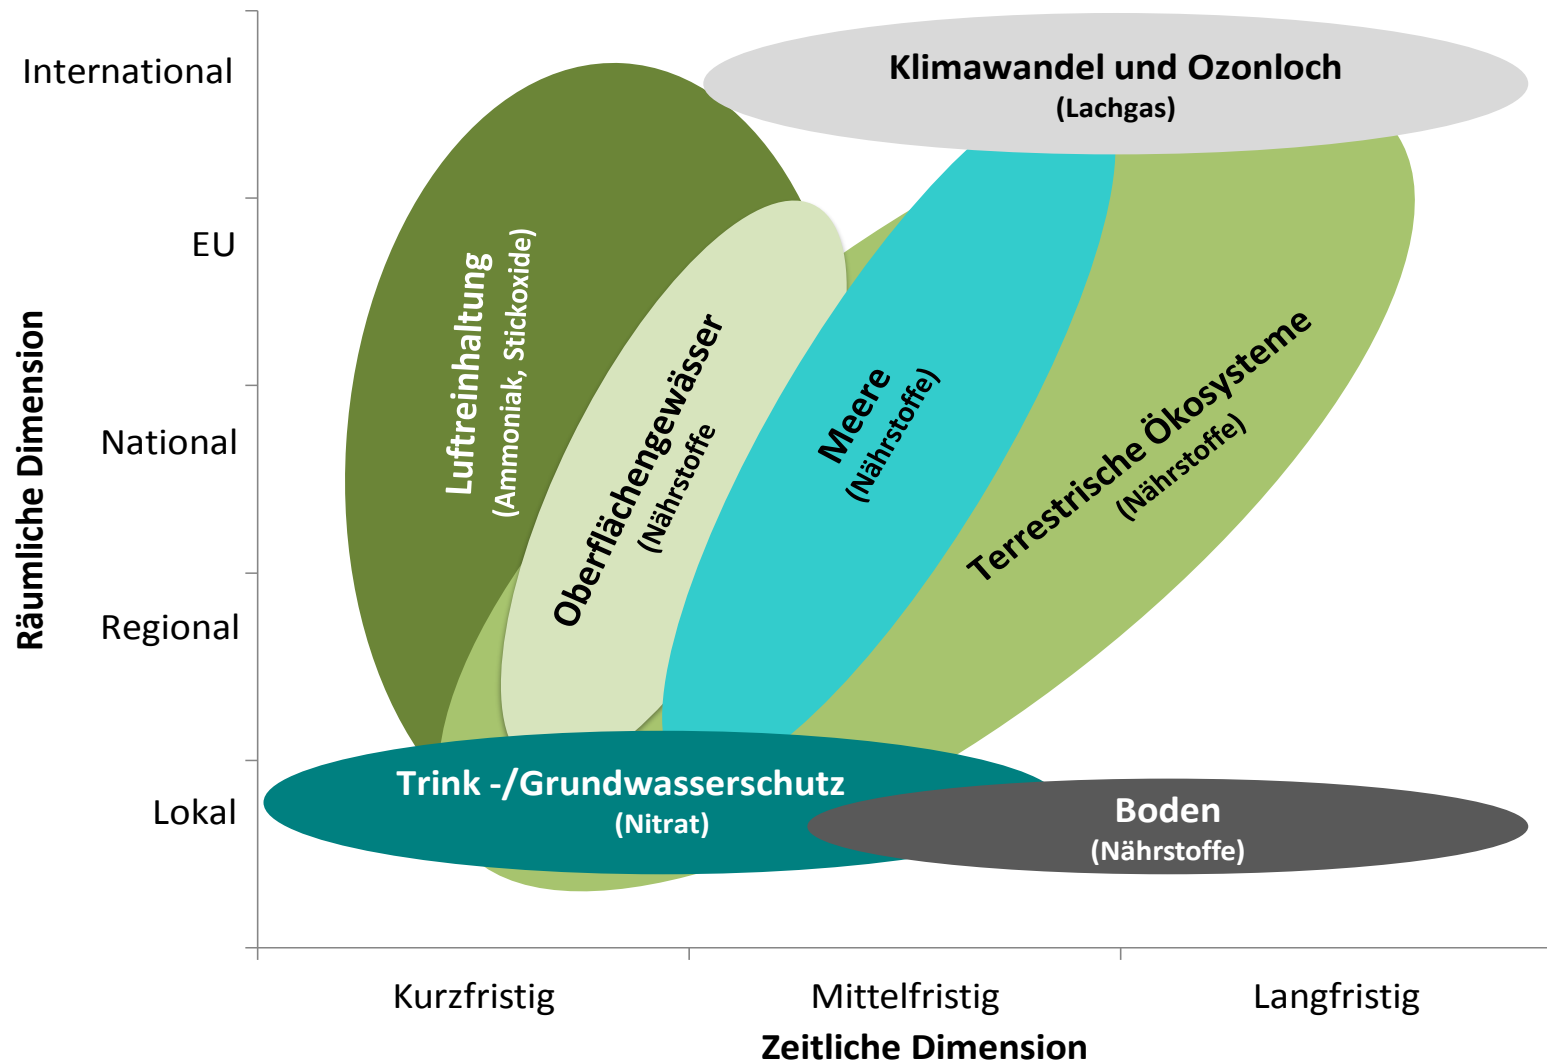 International
EU
National
Regional
Lokal
Räumliche Dimension
Klimawandel und Ozonloch
(Lachgas)
Luftreinhaltung
(Ammoniak, Stickoxide)
Oberflächengewässer
(Nährstoffe
Meere
(Nährstoffe)
Terrestrische Ökosysteme
(Nährstoffe)
Trink -/Grundwasserschutz
(Nitrat)
Boden
(Nährstoffe)
Kurzfristig
Mittelfristig
Langfristig
Zeitliche Dimension